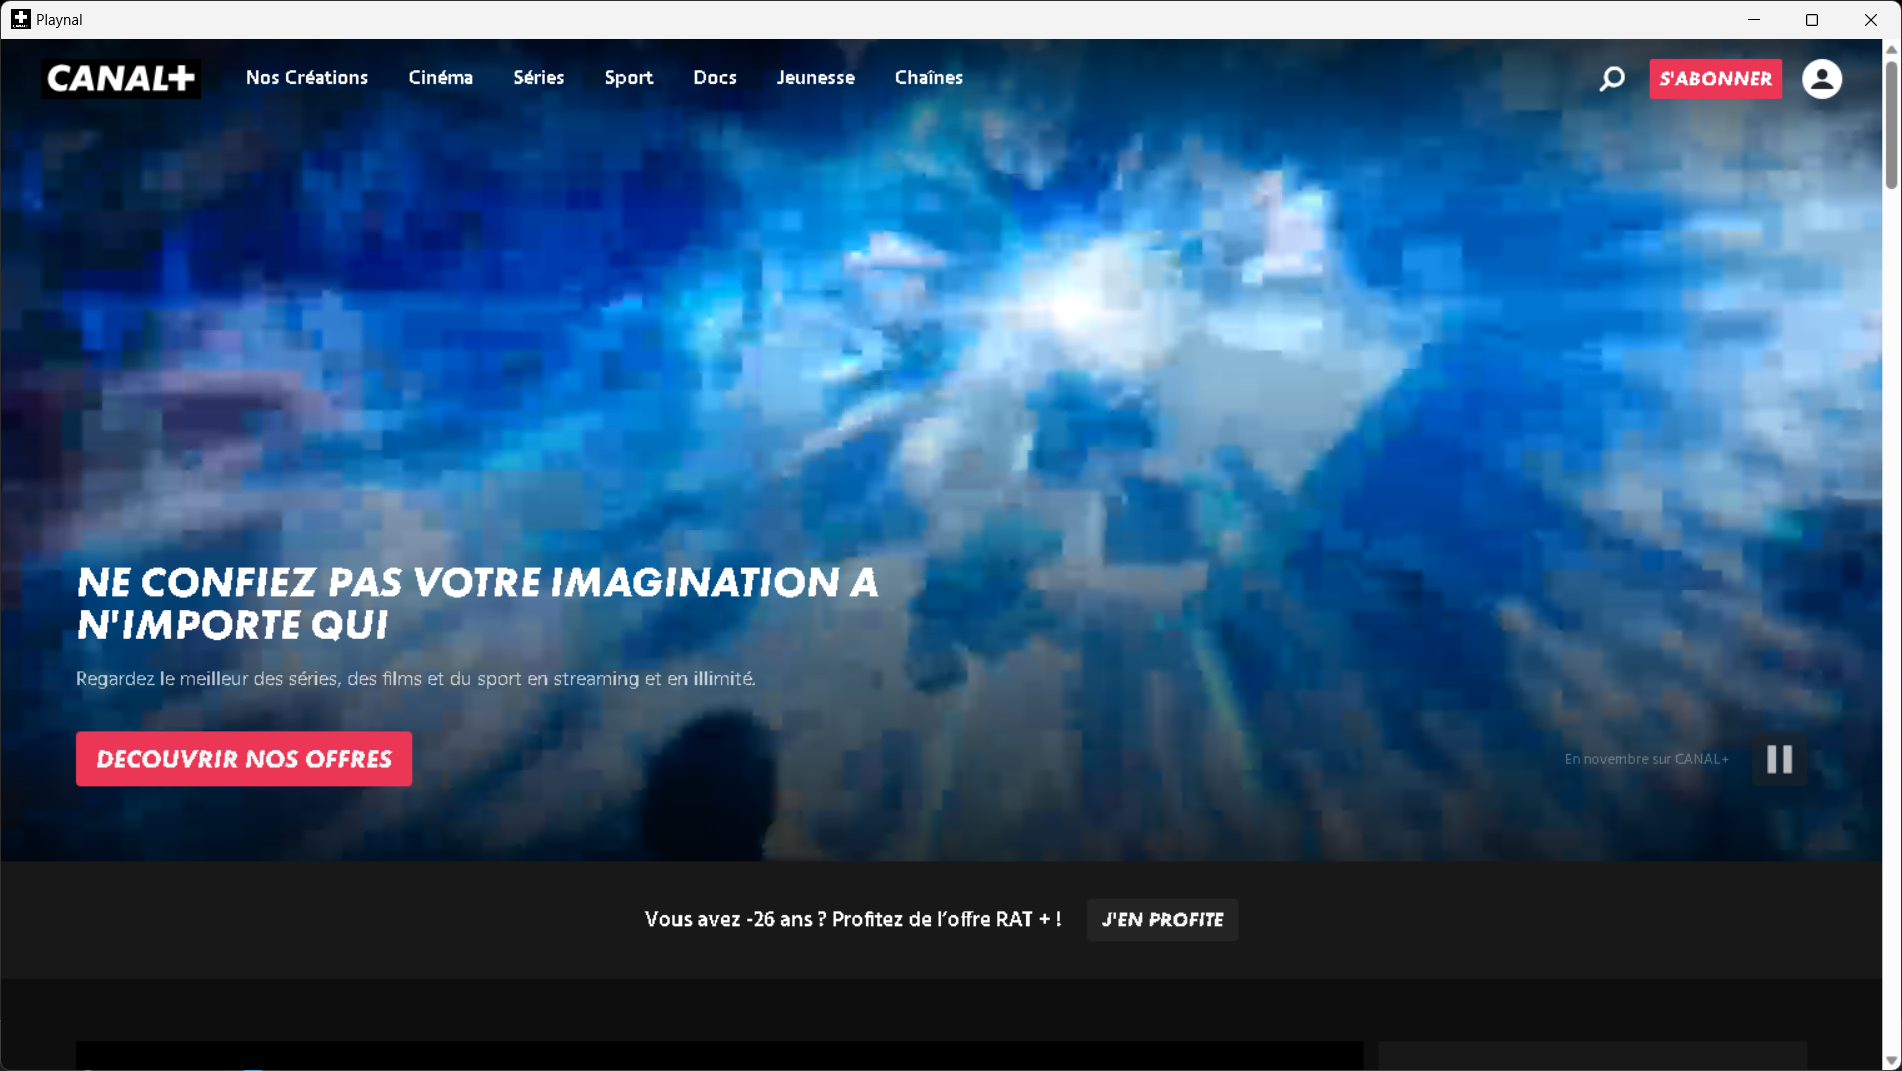 Playnal
CANAL+
Nos Créations
Cinéma
Séries
Sport
Docs
Jeunesse
Chaînes
S'ABONNER
NE CONFIEZ PAS VOTRE IMAGINATION A
N'IMPORTE QUI
Regardez le meilleur des séries, des films et du sport en streaming et en illimité.
DECOUVRIR NOS OFFRES
En novembre sur CANAL+
Vous avez -26 ans ? Profitez de l’offre RAT + !
J'EN PROFITE